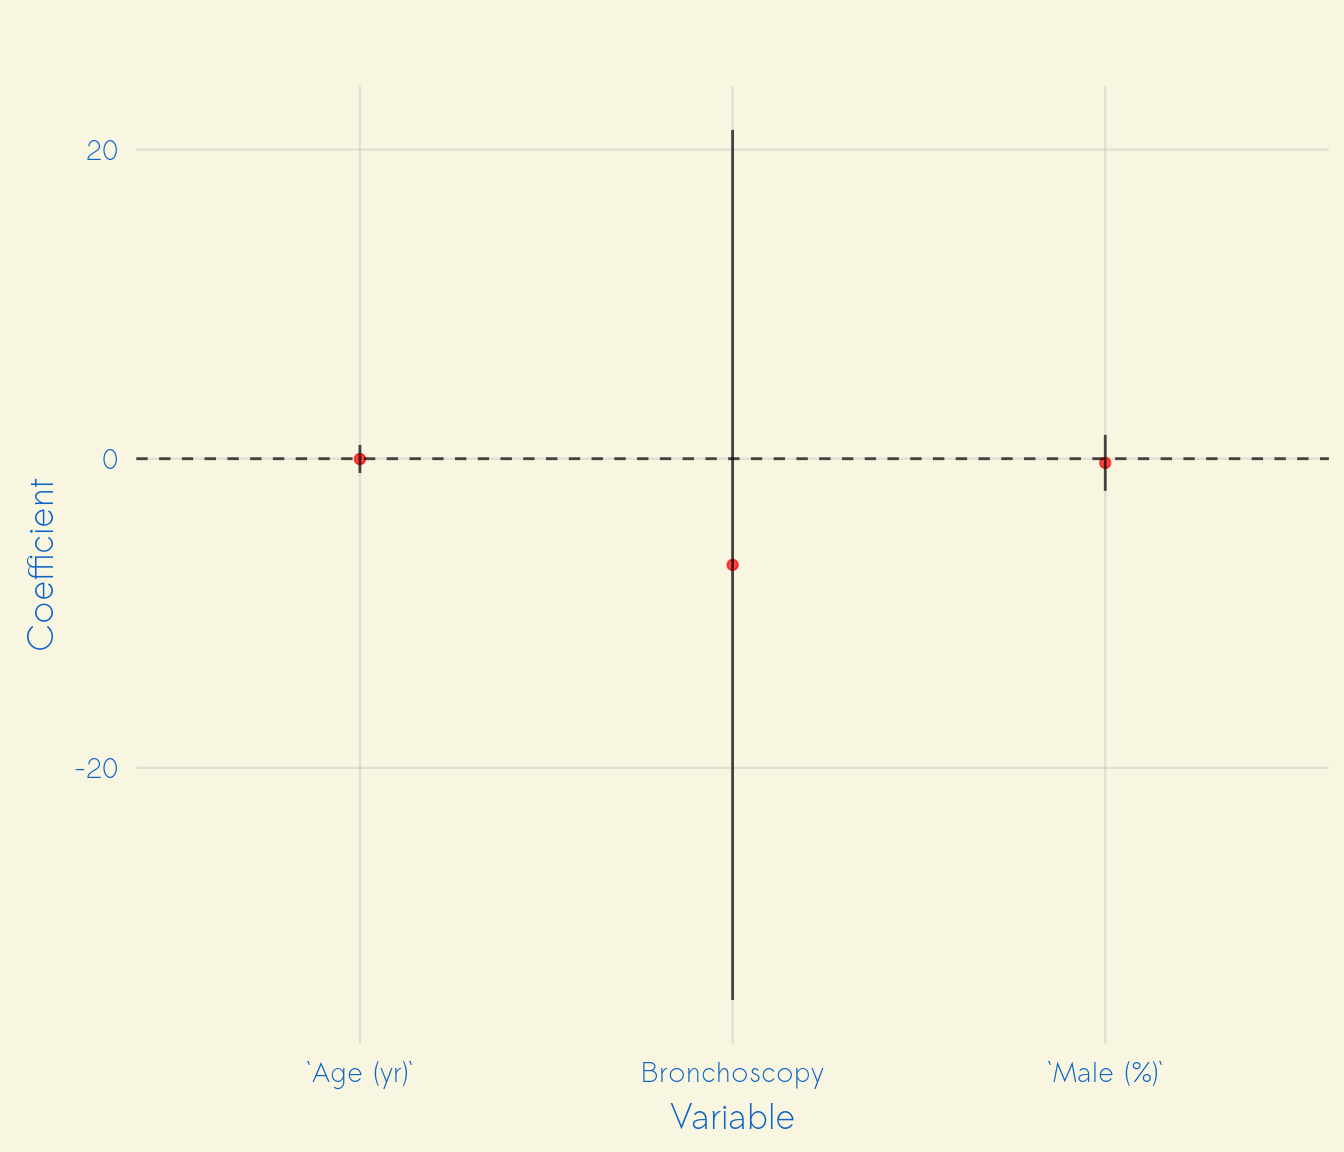 20
0
-20
Coefficient
`Age (yr)`
Bronchoscopy
`Male (%)`
Variable